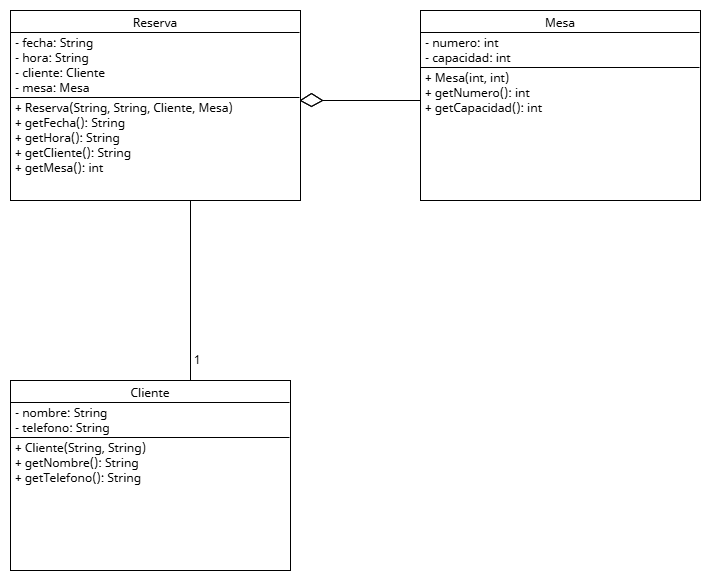 Reserva
- fecha: String
- hora: String
- cliente: Cliente
- mesa: Mesa
+ Reserva(String, String, Cliente, Mesa)
+ getFecha(): String
+ getHora(): String
+ getCliente(): String
+ getMesa(): int
Mesa
- numero: int
- capacidad: int
+ Mesa(int, int)
+ getNumero(): int
+ getCapacidad(): int
1
Cliente
- nombre: String
- telefono: String
+ Cliente(String, String)
+ getNombre(): String
+ getTelefono(): String